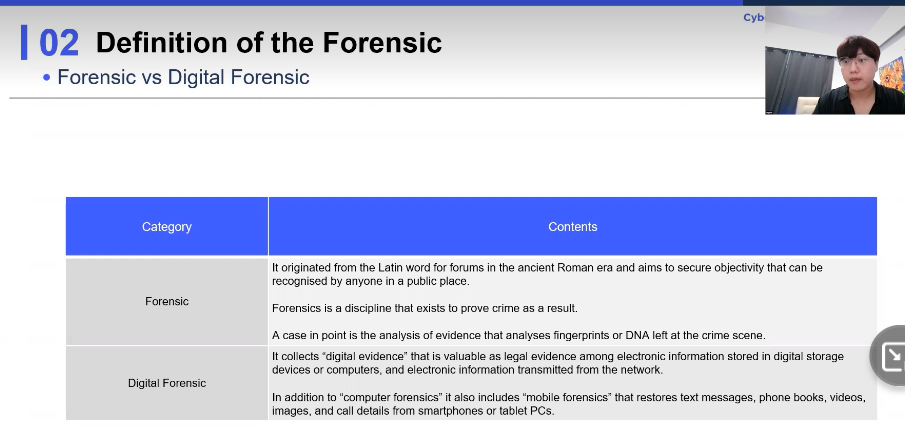 Cyb
02 Definition of the Forensic
• Forensic vs Digital Forensic
Category
Contents
Forensic
It originated from the Latin word for forums in the ancient Roman era and aims to secure objectivity that can be
recognised by anyone in a public place.
Forensics is a discipline that exists to prove crime as a result.
A case in point is the analysis of evidence that analyses fingerprints or DNA left at the crime scene.
Digital Forensic
It collects “digital evidence” that is valuable as legal evidence among electronic information stored in digital storage
devices or computers, and electronic information transmitted from the network.
In addition to “computer forensics” it also includes “mobile forensics” that restores text messages, phone books, videos,
images, and call details from smartphones or tablet PCs.